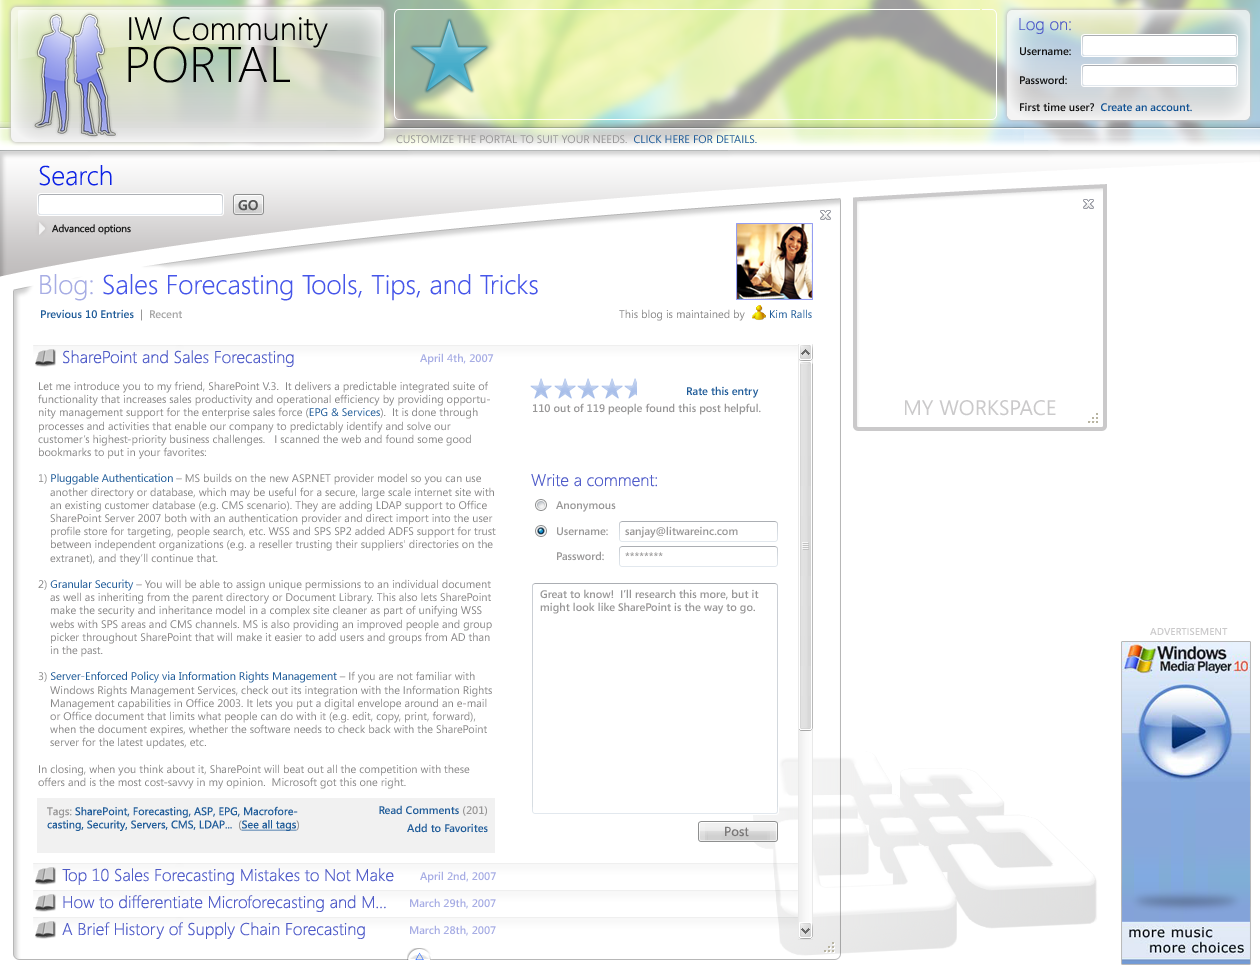 IW Community
PORTAL
Log on:
Username:
Password:
First time user?  Create an account.
CUSTOMIZE THE PORTAL TO SUIT YOUR NEEDS.  CLICK HERE FOR DETAILS.
Search
GO
Advanced options
Blog: Sales Forecasting Tools, Tips, and Tricks
Previous 10 Entries | Recent
This blog is maintained by Kim Ralls
SharePoint and Sales Forecasting
April 4th, 2007
Let me introduce you to my friend, SharePoint V.3.  It delivers a predictable integrated suite of
functionality that increases sales productivity and operational efficiency by providing opportu-
nity management support for the enterprise sales force (EPG & Services).  It is done through
processes and activities that enable our company to predictably identify and solve our
customer's highest-priority business challenges.   I scanned the web and found some good
bookmarks to put in your favorites:
1) Pluggable Authentication – MS builds on the new ASP.NET provider model so you can use
another directory or database, which may be useful for a secure, large scale internet site with
an existing customer database (e.g. CMS scenario). They are adding LDAP support to Office
SharePoint Server 2007 both with an authentication provider and direct import into the user
profile store for targeting, people search, etc. WSS and SPS SP2 added ADFS support for trust
between independent organizations (e.g. a reseller trusting their suppliers' directories on the
extranet), and they'll continue that.
2) Granular Security – You will be able to assign unique permissions to an individual document
as well as inheriting from the parent directory or Document Library. This also lets SharePoint
make the security and inheritance model in a complex site cleaner as part of unifying WSS
webs with SPS areas and CMS channels. MS is also providing an improved people and group
picker throughout SharePoint that will make it easier to add users and groups from AD than
in the past.
3) Server-Enforced Policy via Information Rights Management – If you are not familiar with
Windows Rights Management Services, check out its integration with the Information Rights
Management capabilities in Office 2003. It lets you put a digital envelope around an e-mail
or Office document that limits what people can do with it (e.g. edit, copy, print, forward),
when the document expires, whether the software needs to check back with the SharePoint
server for the latest updates, etc.
In closing, when you think about it, SharePoint will beat out all the competition with these
offers and is the most cost-savvy in my opinion.  Microsoft got this one right.
Tags: SharePoint, Forecasting, ASP, EPG, Macrofore-
casting, Security, Servers, CMS, LDAP...  (See all tags)
Read Comments (201)
Add to Favorites
Rate this entry
110 out of 119 people found this post helpful.
Write a comment:
Anonymous
Username: sanjay@litwareinc.com
Password: ********
Great to know!  I'll research this more, but it
might look like SharePoint is the way to go.
Post
Top 10 Sales Forecasting Mistakes to Not Make
April 2nd, 2007
How to differentiate Microforecasting and M...
March 29th, 2007
A Brief History of Supply Chain Forecasting
March 28th, 2007
MY WORKSPACE
ADVERTISEMENT
Windows
Media Player 10
more music
more choices